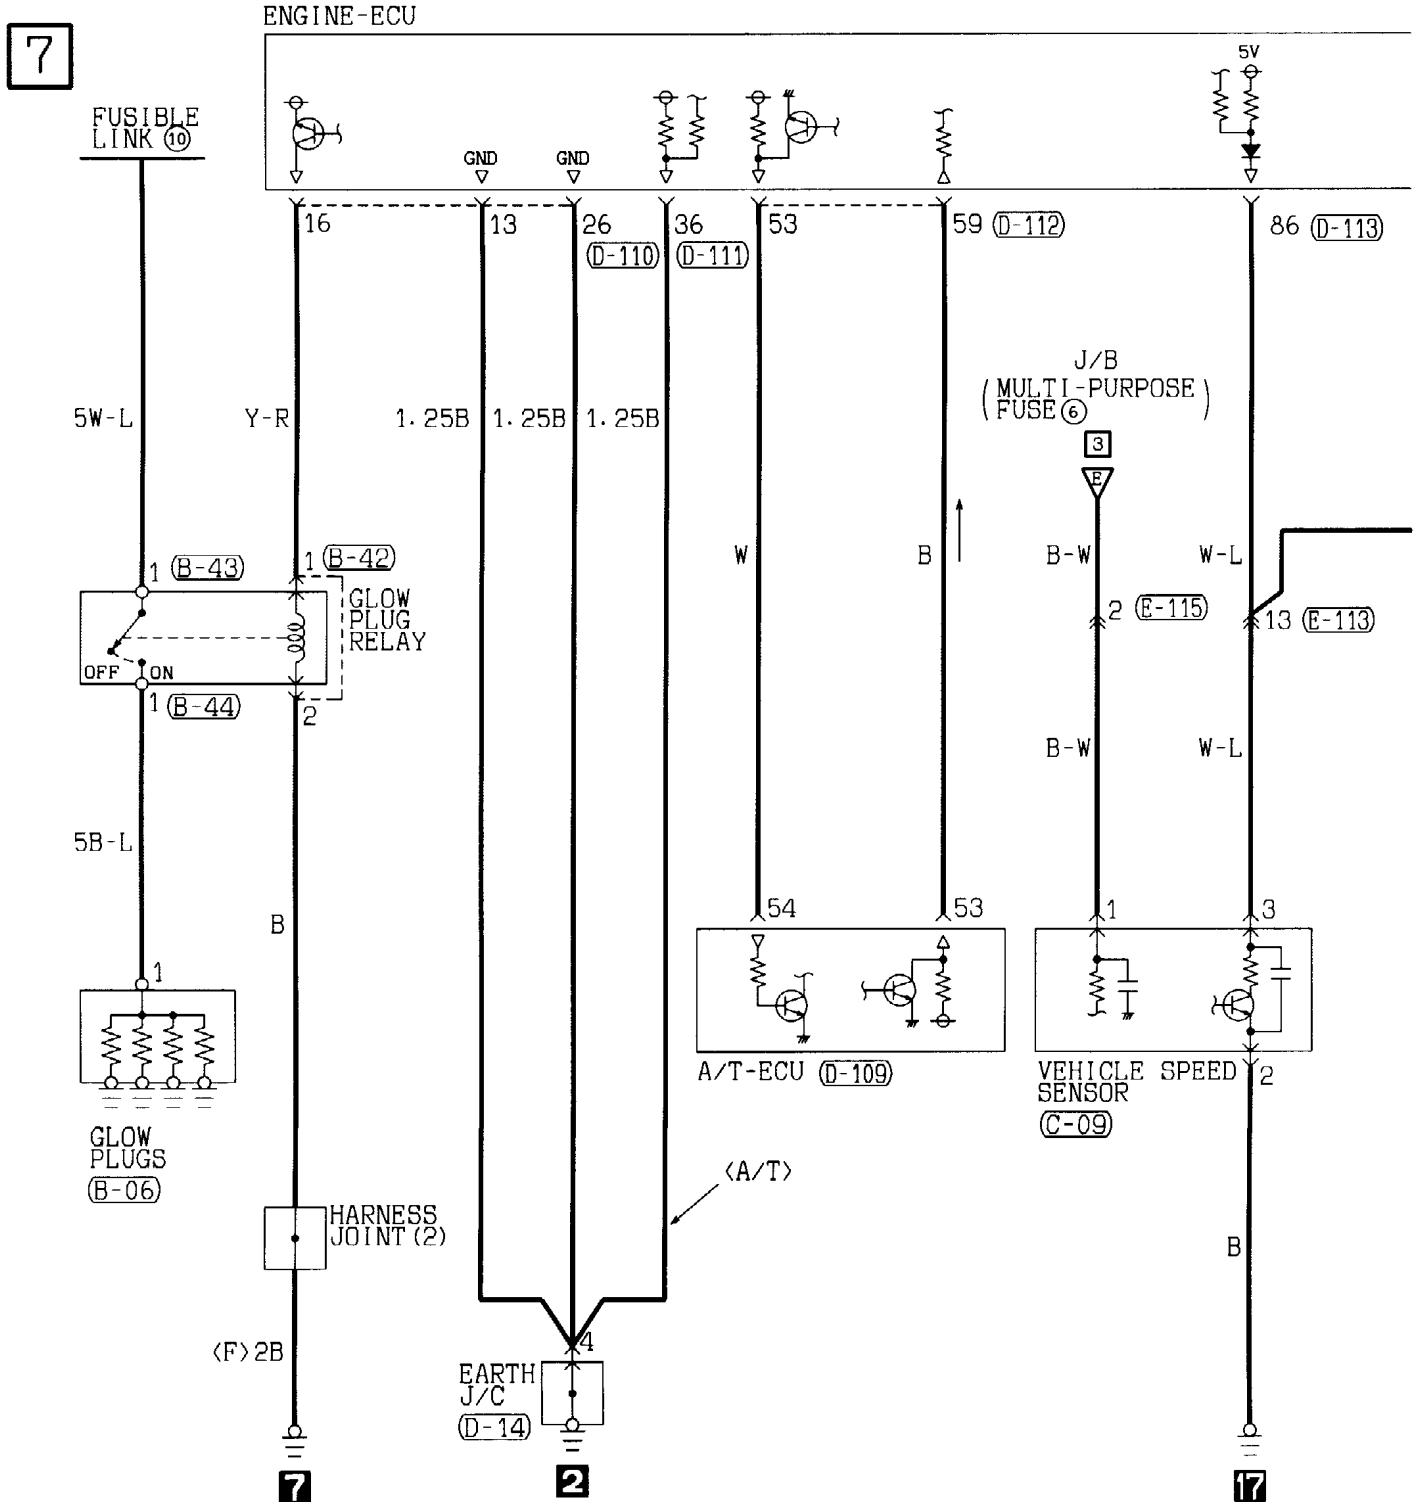 ENGINE-ECU
7
5V
FUSIBLE
LINK 10
GND
GND
16
13
26
36
53
59
D-112
86
D-113
D-110
D-111
J/B
(MULTI-PURPOSE
FUSE 6)
5W-L
Y-R
1.25B
1.25B
1.25B
3
E
W
B
B-W
W-L
1
B-43
1
B-42
GLOW
PLUG
RELAY
2
E-115
13
E-113
OFF
ON
1
B-44
2
B-W
W-L
5B-L
B
54
53
1
3
1
A/T-ECU
D-109
VEHICLE SPEED
SENSOR
C-09
2
GLOW
PLUGS
B-06
<A/T>
HARNESS
JOINT(2)
B
<F>2B
4
EARTH
J/C
D-14
7
2
17